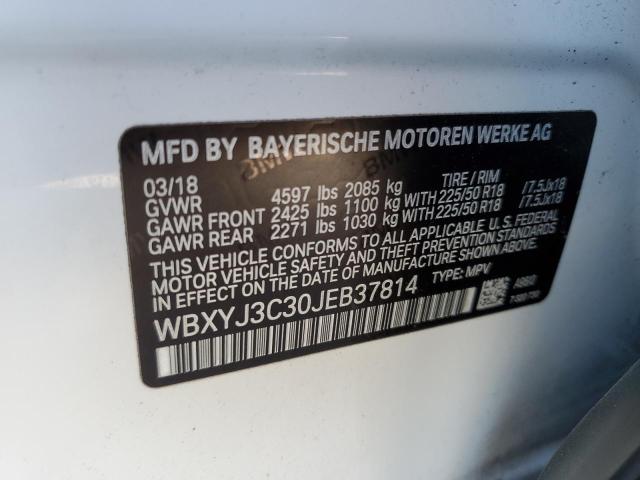 MFD BY BAYERISCHE MOTOREN WERKE AG
03/18 TIRE / RIM
GVWR 4597 lbs 2085 kg
GAWR FRONT 2425 lbs 1100 kg WITH 225/50 R18 /7.5Jx18
GAWR REAR 2271 lbs 1030 kg WITH 225/50 R18 /7.5Jx18
THIS VEHICLE CONFORMS TO ALL APPLICABLE U. S. FEDERAL
MOTOR VEHICLE SAFETY AND THEFT PREVENTION STANDARDS
IN EFFECT ON THE DATE OF MANUFACTURE SHOWN ABOVE.
WBXYJ3C30JEB37814 TYPE: MPV